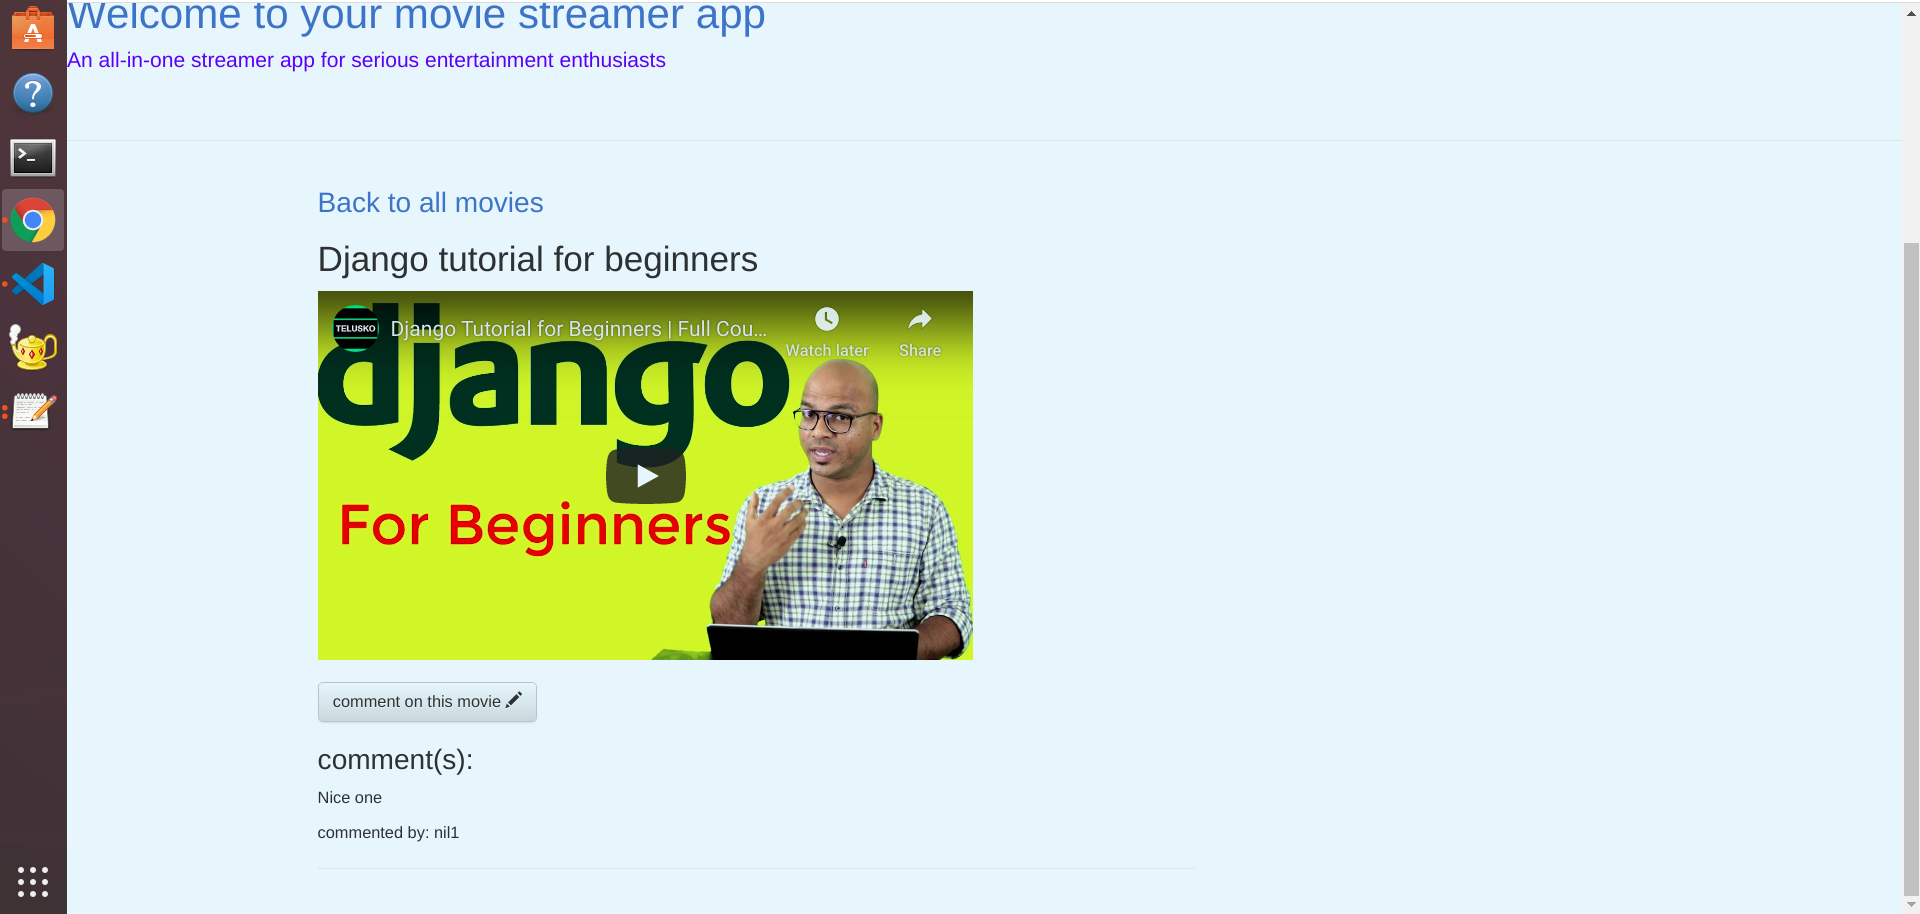 Welcome to your movie streamer app
An all-in-one streamer app for serious entertainment enthusiasts
Back to all movies
Django tutorial for beginners
TELUSKO
Django Tutorial for Beginners | Full Cou...
Watch later
Share
django
For Beginners
comment on this movie
comment(s):
Nice one
commented by: nil1